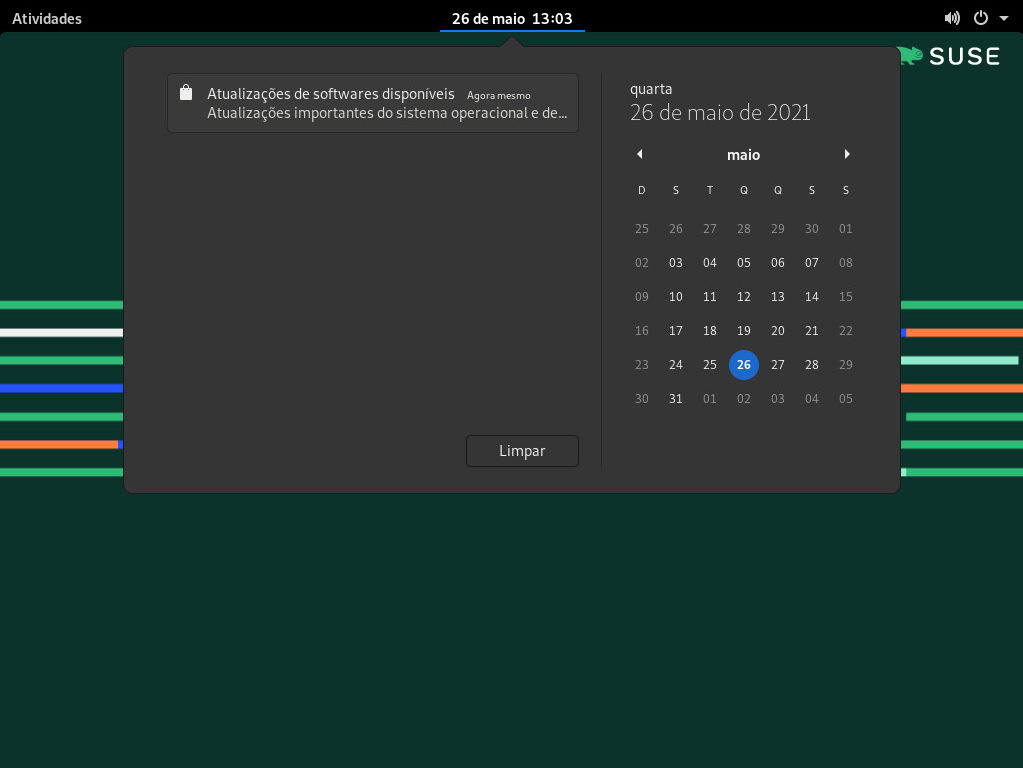 Atividades
26 de maio 13:03
SUSE
Atualizações de softwares disponíveis Agora mesmo
Atualizações importantes do sistema operacional e de…
Limpar
quarta
26 de maio de 2021
maio
D S T Q Q S S
25 26 27 28 29 30 01
02 03 04 05 06 07 08
09 10 11 12 13 14 15
16 17 18 19 20 21 22
23 24 25 26 27 28 29
30 31 01 02 03 04 05